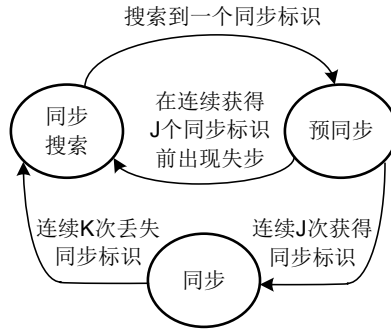 搜索到一个同步标识
同步
搜索
在连续获得
J个同步标识
前出现失步
预同步
连续K次丢失
同步标识
连续J次获得
同步标识
同步